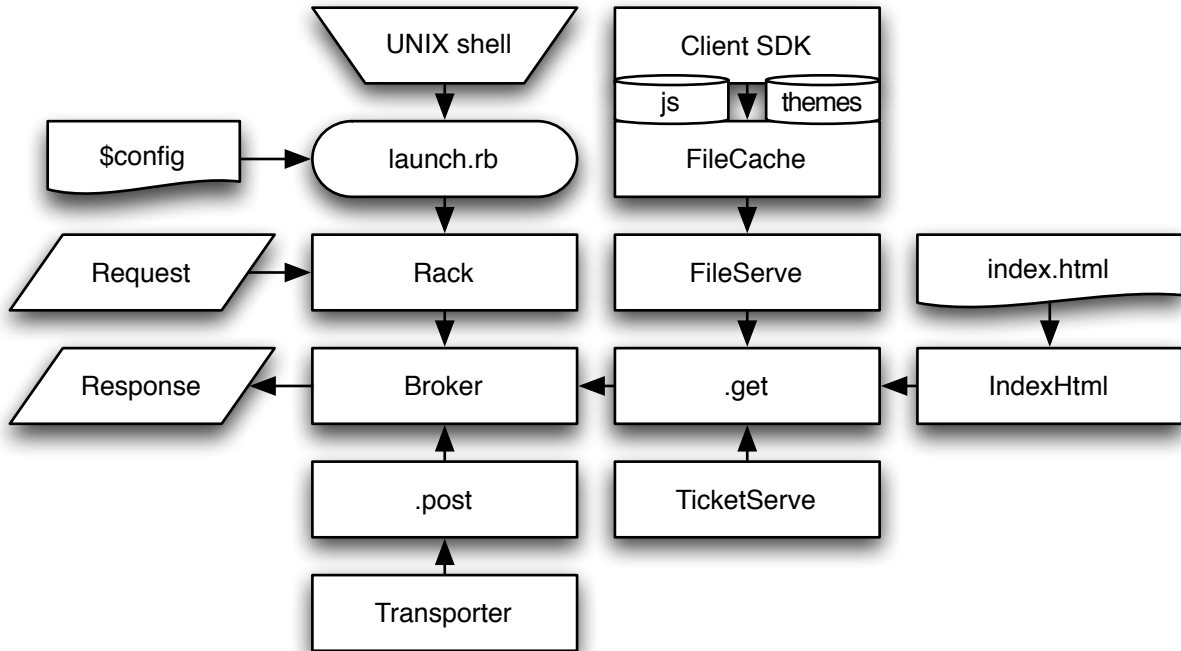 UNIX shell
Client SDK
js
themes
$config
launch.rb
FileCache
Request
Rack
FileServe
index.html
Response
Broker
.get
IndexHtml
.post
TicketServe
Transporter